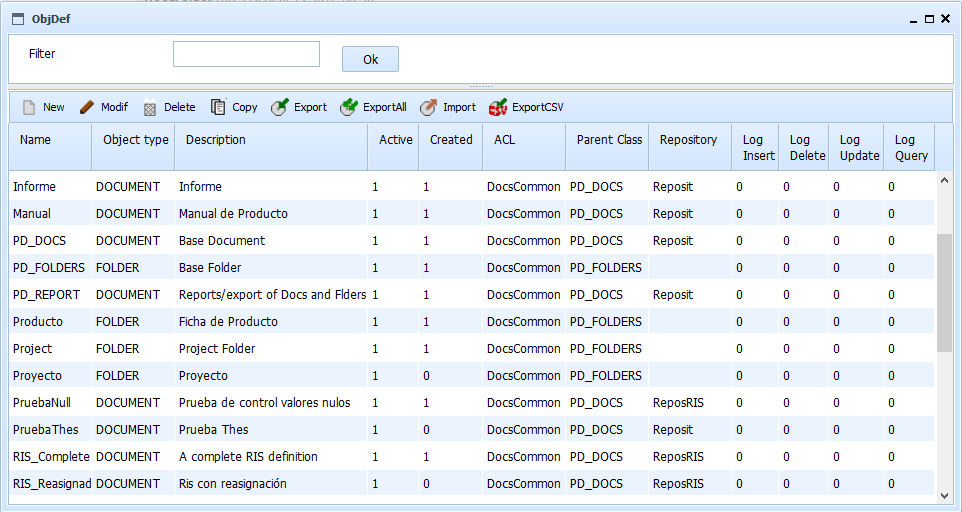 ObjDef
Filter
Ok
New Modif Delete Copy Export ExportAll Import ExportCSV
Name Object type Description Active Created ACL Parent Class Repository Log Insert Log Delete Log Update Log Query
Informe DOCUMENT Informe 1 1 DocsCommon PD_DOCS Reposit 0 0 0 0
Manual DOCUMENT Manual de Producto 1 1 DocsCommon PD_DOCS Reposit 0 0 0 0
PD_DOCS DOCUMENT Base Document 1 1 DocsCommon PD_DOCS Reposit 0 0 0 0
PD_FOLDERS FOLDER Base Folder 1 1 DocsCommon PD_FOLDERS 0 0 0 0
PD_REPORT DOCUMENT Reports/export of Docs and Flders 1 1 DocsCommon PD_DOCS Reposit 0 0 0 0
Producto FOLDER Ficha de Producto 1 1 DocsCommon PD_FOLDERS 0 0 0 0
Project FOLDER Project Folder 1 1 DocsCommon PD_FOLDERS 0 0 0 0
Proyecto FOLDER Proyecto 1 0 DocsCommon PD_FOLDERS 0 0 0 0
PruebaNull DOCUMENT Prueba de control valores nulos 1 1 DocsCommon PD_DOCS ReposRIS 0 0 0 0
PruebaThes DOCUMENT Prueba Thes 1 0 DocsCommon PD_DOCS Reposit 0 0 0 0
RIS_Complete DOCUMENT A complete RIS definition 1 1 DocsCommon PD_DOCS ReposRIS 0 0 0 0
RIS_Reasignad DOCUMENT Ris con reasignación 1 0 DocsCommon PD_DOCS ReposRIS 0 0 0 0